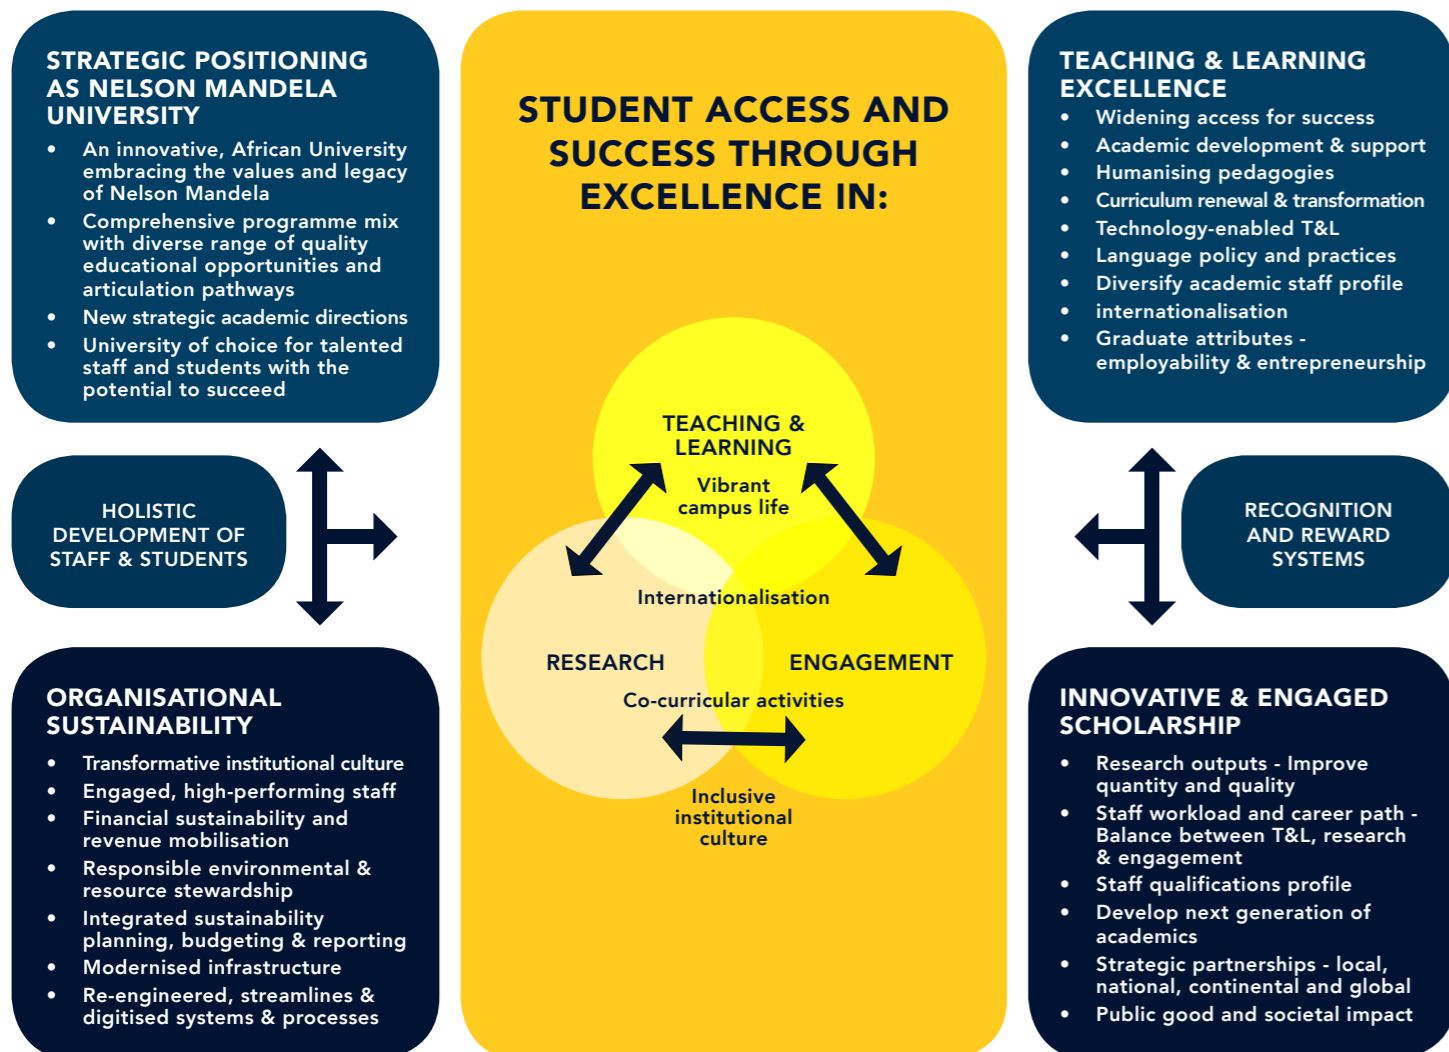 STRATEGIC POSITIONING
AS NELSON MANDELA
UNIVERSITY
• An innovative, African University
embracing the values and legacy
of Nelson Mandela
• Comprehensive programme mix
with diverse range of quality
educational opportunities and
articulation pathways
• New strategic academic directions
• University of choice for talented
staff and students with the
potential to succeed
HOLISTIC
DEVELOPMENT OF
STAFF & STUDENTS
ORGANISATIONAL
SUSTAINABILITY
• Transformative institutional culture
• Engaged, high-performing staff
• Financial sustainability and
revenue mobilisation
• Responsible environmental &
resource stewardship
• Integrated sustainability
planning, budgeting & reporting
• Modernised infrastructure
• Re-engineered, streamlines &
digitised systems & processes
STUDENT ACCESS AND
SUCCESS THROUGH
EXCELLENCE IN:
TEACHING &
LEARNING
Vibrant
campus life
Internationalisation
RESEARCH
ENGAGEMENT
Co-curricular activities
Inclusive
institutional
culture
TEACHING & LEARNING
EXCELLENCE
• Widening access for success
• Academic development & support
• Humanising pedagogies
• Curriculum renewal & transformation
• Technology-enabled T&L
• Language policy and practices
• Diversify academic staff profile
• internationalisation
• Graduate attributes -
employability & entrepreneurship
RECOGNITION
AND REWARD
SYSTEMS
INNOVATIVE & ENGAGED
SCHOLARSHIP
• Research outputs - Improve
quantity and quality
• Staff workload and career path -
Balance between T&L, research
& engagement
• Staff qualifications profile
• Develop next generation of
academics
• Strategic partnerships - local,
national, continental and global
• Public good and societal impact